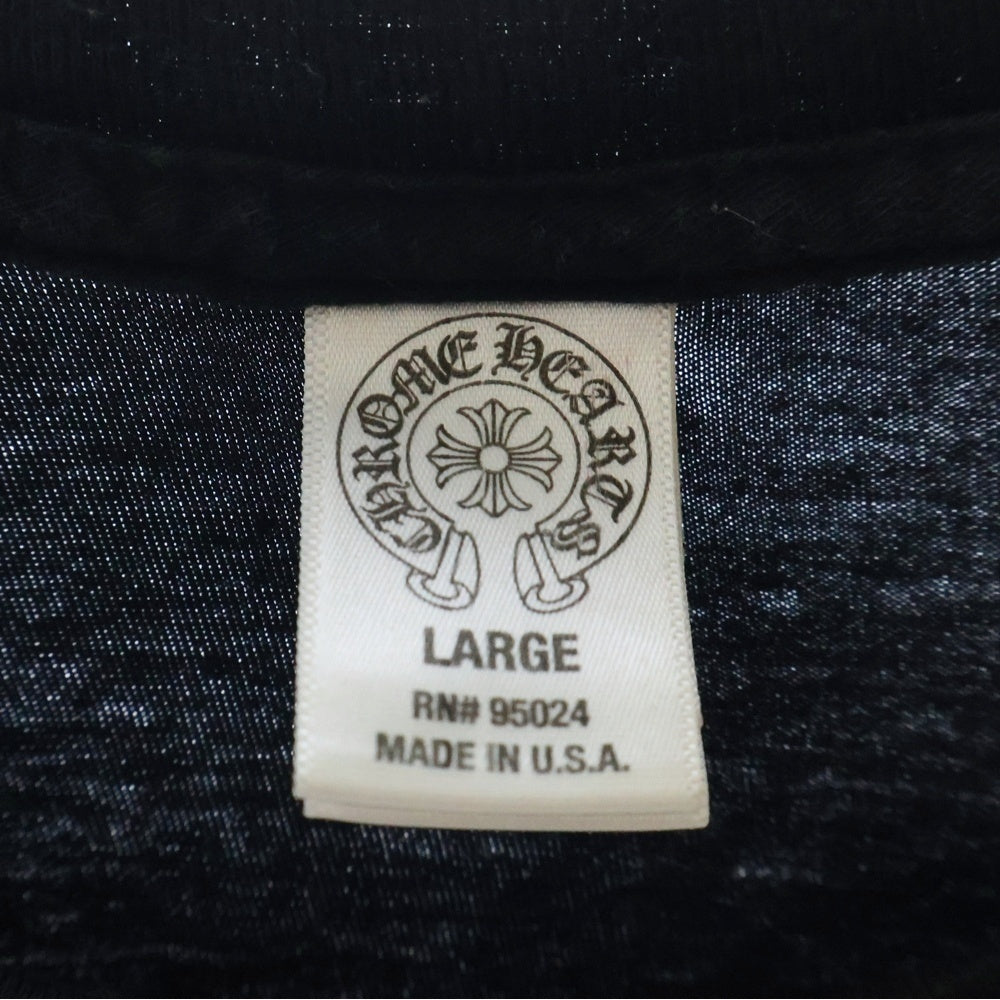 CHROME HEARTS
LARGE
RN# 95024
MADE IN U.S.A.